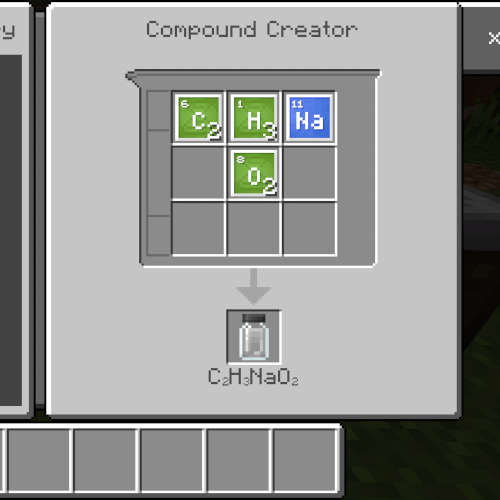 y
Compound Creator
x
6 1 11
C2 H3 Na
8
O2
C₂H₃NaO₂